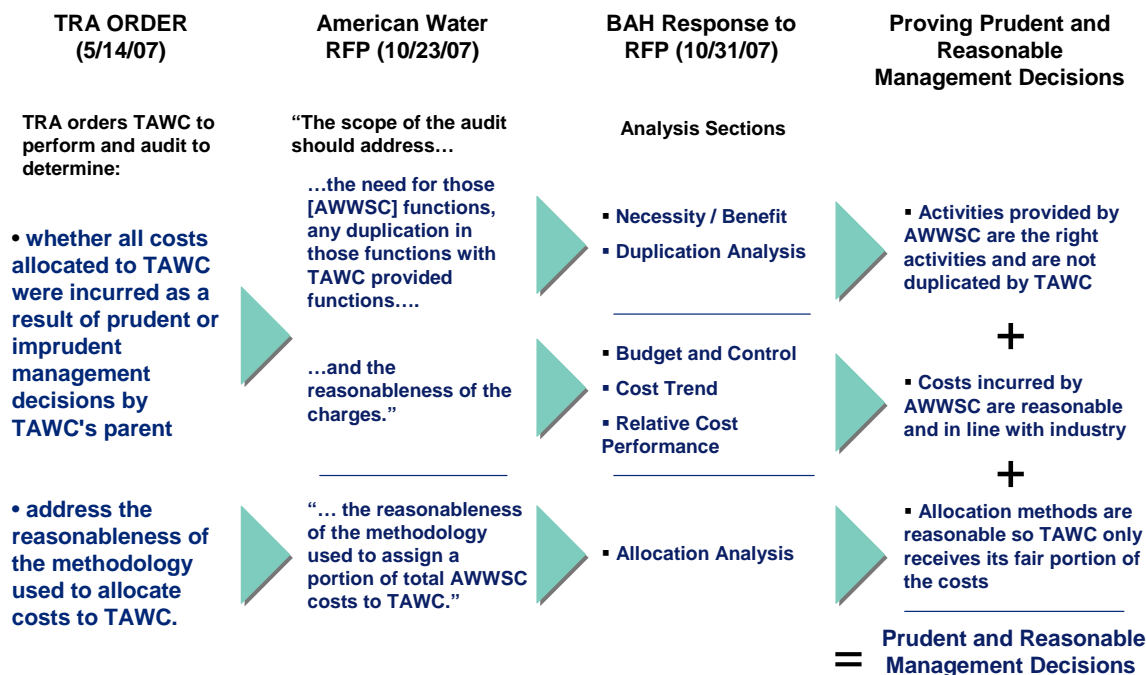 TRA ORDER
(5/14/07)
TRA orders TAWC to
perform and audit to
determine:
• whether all costs
allocated to TAWC
were incurred as a
result of prudent or
imprudent
management
decisions by
TAWC's parent
• address the
reasonableness of
the methodology
used to allocate
costs to TAWC.
American Water
RFP (10/23/07)
“The scope of the audit
should address…
…the need for those
[AWWSC] functions,
any duplication in
those functions with
TAWC provided
functions….
…and the
reasonableness of the
charges.”
“… the reasonableness
of the methodology
used to assign a
portion of total AWWSC
costs to TAWC.”
BAH Response to
RFP (10/31/07)
Analysis Sections
▪ Necessity / Benefit
▪ Duplication Analysis
▪ Budget and Control
▪ Cost Trend
▪ Relative Cost
Performance
▪ Allocation Analysis
Proving Prudent and
Reasonable
Management Decisions
▪ Activities provided by
AWWSC are the right
activities and are not
duplicated by TAWC
+
▪ Costs incurred by
AWWSC are reasonable
and in line with industry
+
▪ Allocation methods are
reasonable so TAWC only
receives its fair portion of
the costs
= Prudent and Reasonable
Management Decisions